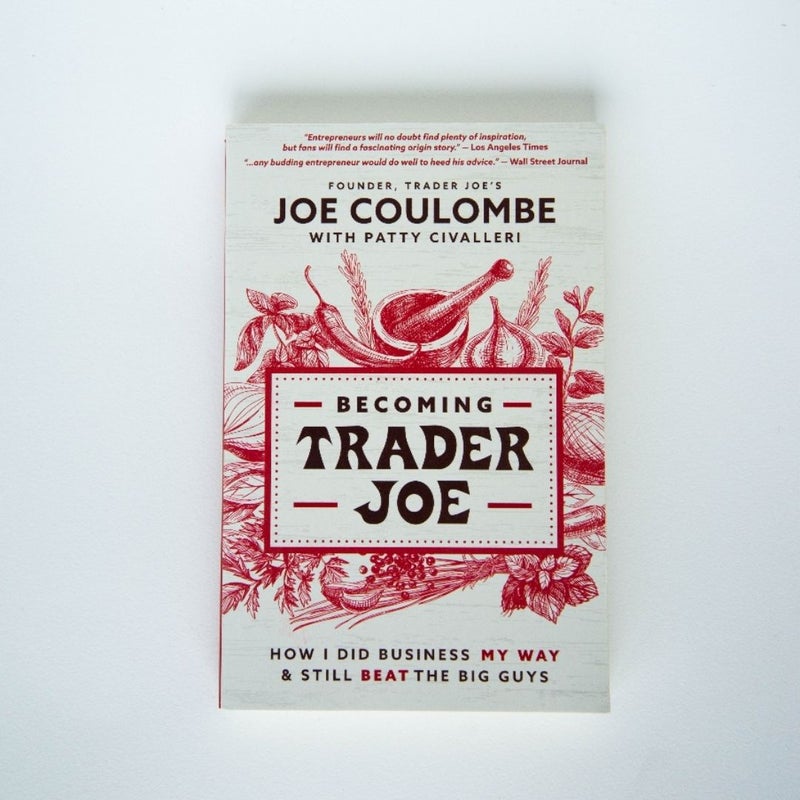 "Entrepreneurs will no doubt find plenty of inspiration,
but fans will find a fascinating origin story." — Los Angeles Times
"...any budding entrepreneur would do well to heed his advice." — Wall Street Journal
FOUNDER, TRADER JOE'S
JOE COULOMBE
WITH PATTY CIVALLERI
BECOMING
TRADER
JOE
HOW I DID BUSINESS MY WAY
& STILL BEAT THE BIG GUYS